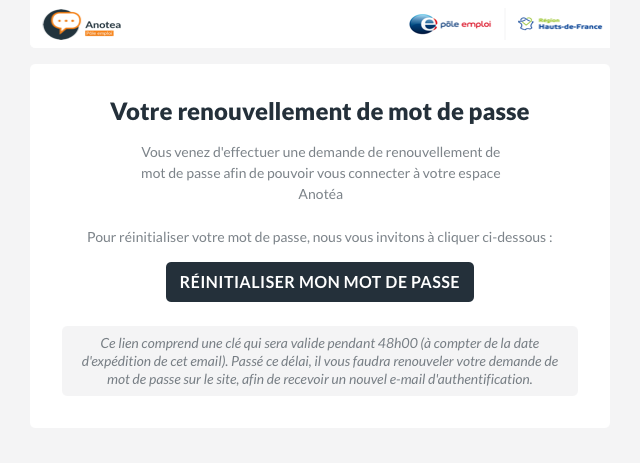 Anotea
Pôle emploi
pôle emploi
Région
Hauts-de-France
Votre renouvellement de mot de passe
Vous venez d'effectuer une demande de renouvellement de
mot de passe afin de pouvoir vous connecter à votre espace
Anotéa
Pour réinitialiser votre mot de passe, nous vous invitons à cliquer ci-dessous :
RÉINITIALISER MON MOT DE PASSE
Ce lien comprend une clé qui sera valide pendant 48h00 (à compter de la date
d'expédition de cet email). Passé ce délai, il vous faudra renouveler votre demande de
mot de passe sur le site, afin de recevoir un nouvel e-mail d'authentification.